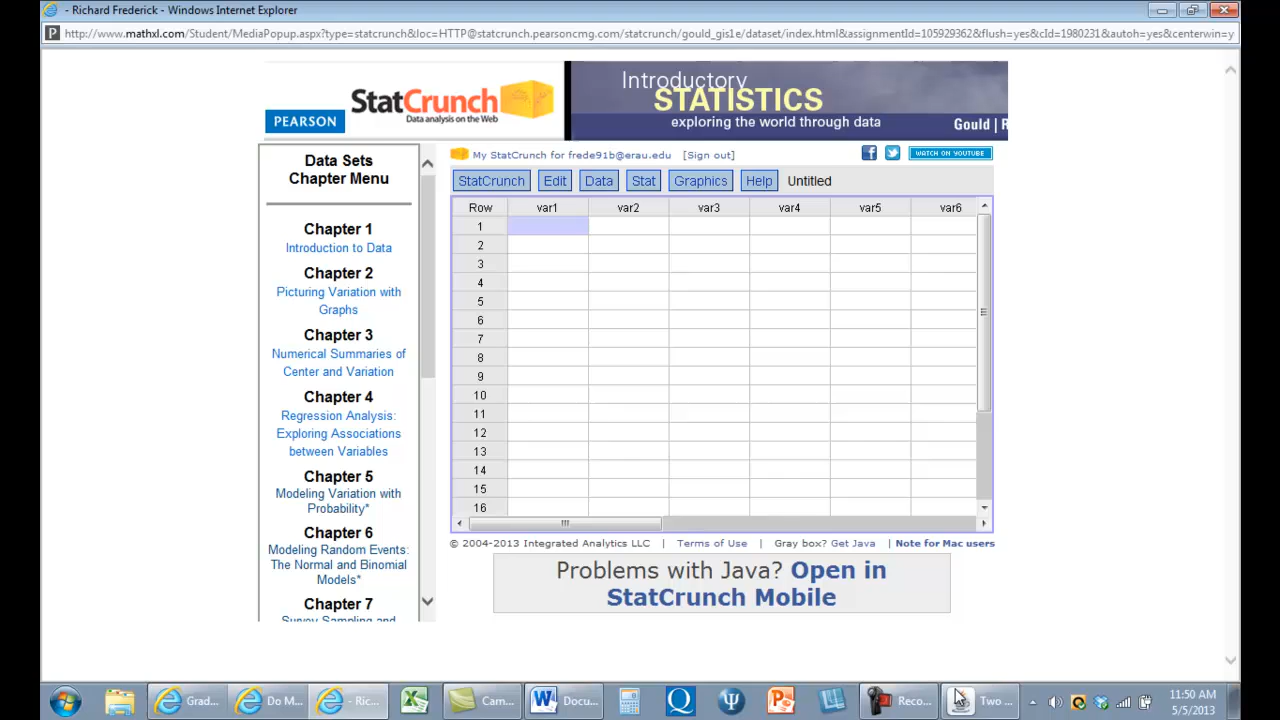 - Richard Frederick - Windows Internet Explorer
http://www.mathxl.com/Student/MediaPopup.aspx?type=statcrunch&loc=HTTP@statcrunch.pearsoncmg.com/statcrunch/gould_gis1e/dataset/index.html&assignmentId=105929362&flush=yes&cId=1980231&autoh=yes&centerwin=y
PEARSON
StatCrunch
Data analysis on the Web
Introductory
STATISTICS
exploring the world through data
Gould | R
Data Sets
Chapter Menu
Chapter 1
Introduction to Data
Chapter 2
Picturing Variation with
Graphs
Chapter 3
Numerical Summaries of
Center and Variation
Chapter 4
Regression Analysis:
Exploring Associations
between Variables
Chapter 5
Modeling Variation with
Probability*
Chapter 6
Modeling Random Events:
The Normal and Binomial
Models*
Chapter 7
Survey Sampling and
My StatCrunch for frede91b@erau.edu [Sign out]
WATCH ON YOUTUBE
StatCrunch Edit Data Stat Graphics Help Untitled
Row var1 var2 var3 var4 var5 var6
1
2
3
4
5
6
7
8
9
10
11
12
13
14
15
16
© 2004-2013 Integrated Analytics LLC | Terms of Use | Gray box? Get Java | Note for Mac users
Problems with Java? Open in
StatCrunch Mobile
Grad... Do M... - Ric... Cam... Docu... Reco... Two ...
11:50 AM
5/5/2013